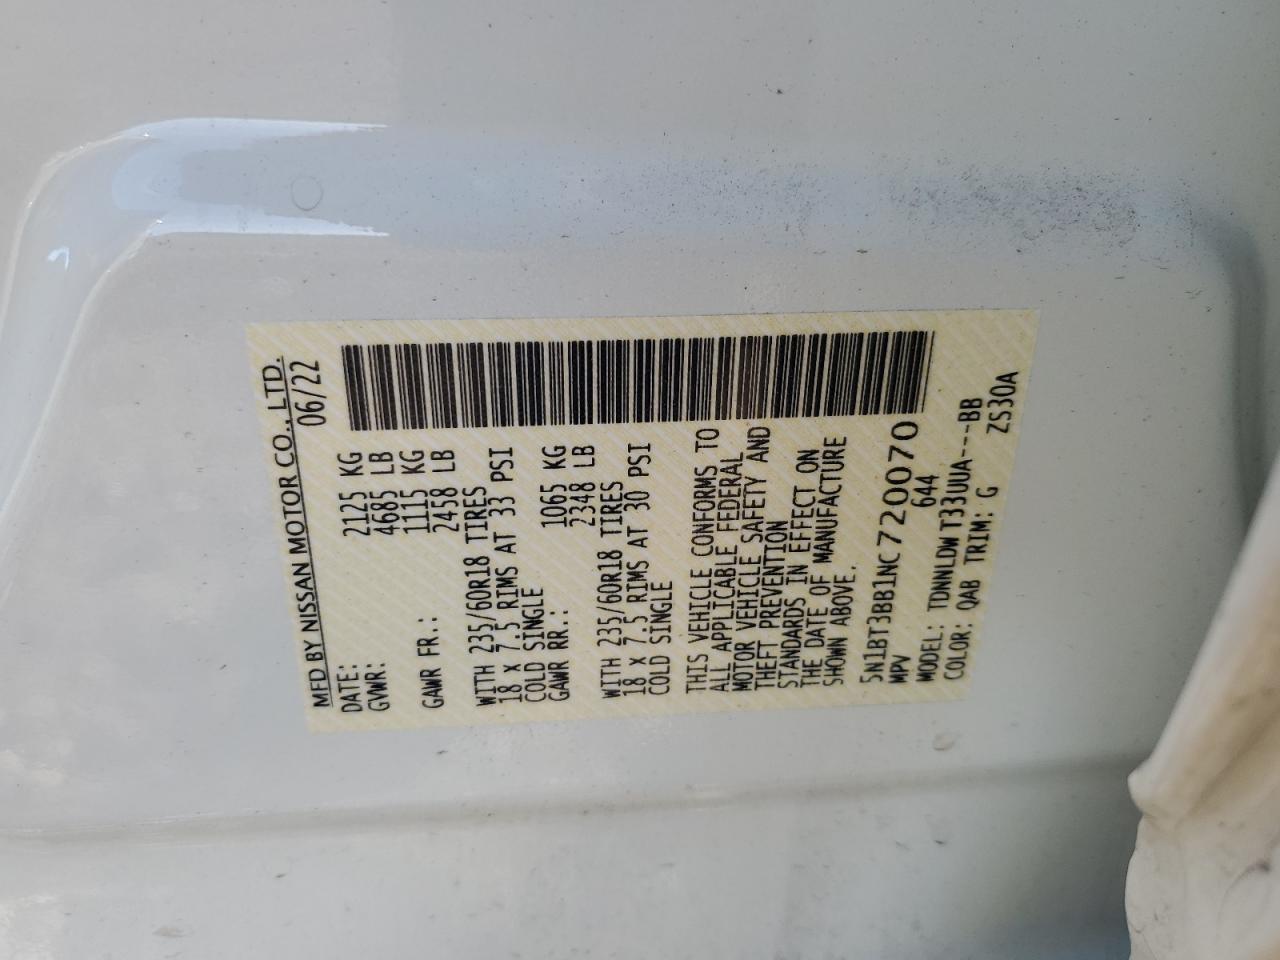 MFD BY NISSAN MOTOR CO., LTD.
DATE: 06/22
GVWR: 2125 KG
4685 LB
GAWR FR.: 1115 KG
2458 LB
WITH 235/60R18 TIRES
18 X 7.5 RIMS AT 33 PSI
COLD SINGLE
GAWR RR.: 1065 KG
2348 LB
WITH 235/60R18 TIRES
18 X 7.5 RIMS AT 30 PSI
COLD SINGLE
THIS VEHICLE CONFORMS TO
ALL APPLICABLE FEDERAL
MOTOR VEHICLE SAFETY AND
THEFT PREVENTION
STANDARDS IN EFFECT ON
THE DATE OF MANUFACTURE
SHOWN ABOVE.
5N1BT3BB1NC720070
MPV 644
MODEL: TDNNLDWT33UUA---BB
COLOR: QAB TRIM: G ZS30A